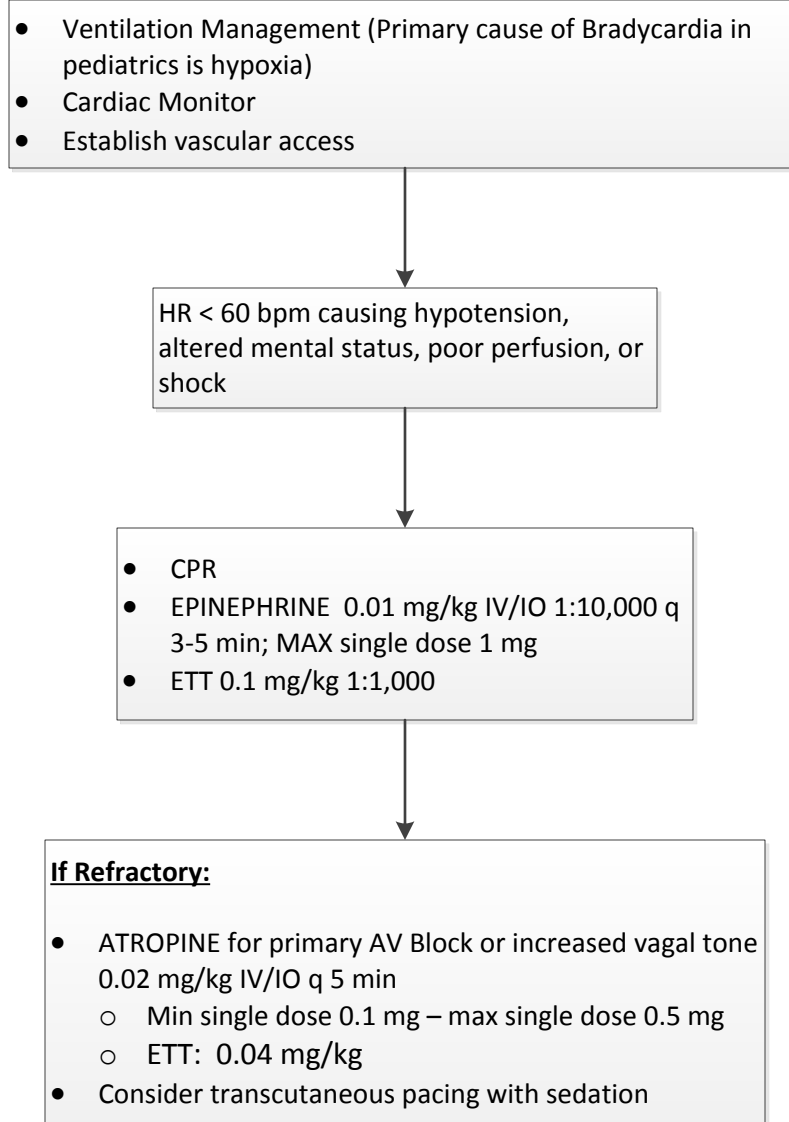 • Ventilation Management (Primary cause of Bradycardia in
pediatrics is hypoxia)
• Cardiac Monitor
• Establish vascular access
HR < 60 bpm causing hypotension,
altered mental status, poor perfusion, or
shock
• CPR
• EPINEPHRINE 0.01 mg/kg IV/IO 1:10,000 q
3-5 min; MAX single dose 1 mg
• ETT 0.1 mg/kg 1:1,000
If Refractory:
• ATROPINE for primary AV Block or increased vagal tone
0.02 mg/kg IV/IO q 5 min
o Min single dose 0.1 mg – max single dose 0.5 mg
o ETT: 0.04 mg/kg
• Consider transcutaneous pacing with sedation